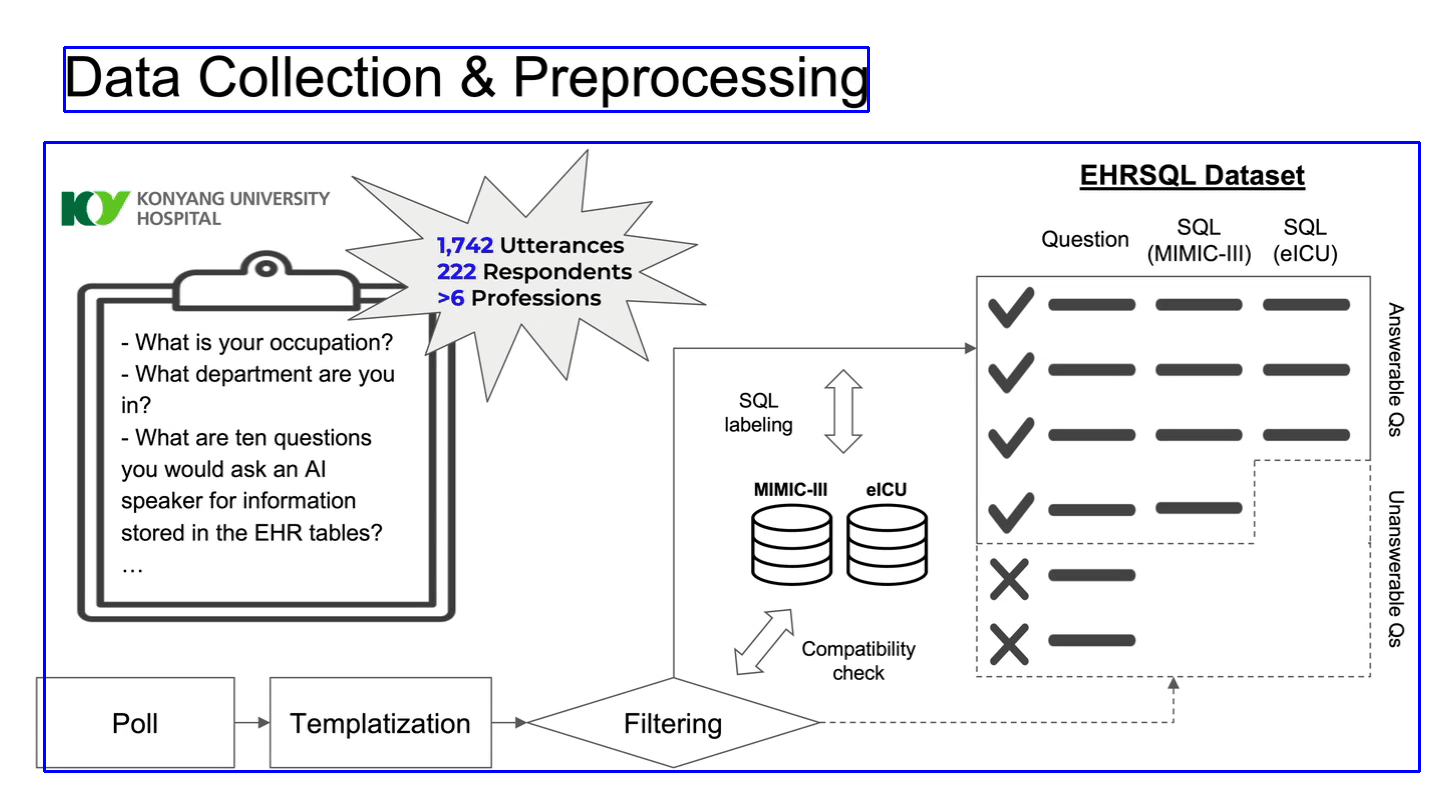 Data Collection & Preprocessing
KONYANG UNIVERSITY
HOSPITAL
1,742 Utterances
222 Respondents
>6 Professions
- What is your occupation?
- What department are you
in?
- What are ten questions
you would ask an AI
speaker for information
stored in the EHR tables?
…
Poll
Templatization
Filtering
SQL
labeling
MIMIC-III
eICU
Compatibility
check
EHRSQL Dataset
Question
SQL
(MIMIC-III)
SQL
(eICU)
Answerable Qs
Unanswerable Qs